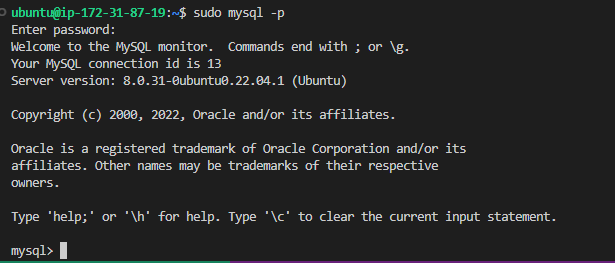 ubuntu@ip-172-31-87-19:~$ sudo mysql -p
Enter password:
Welcome to the MySQL monitor.  Commands end with ; or \g.
Your MySQL connection id is 13
Server version: 8.0.31-0ubuntu0.22.04.1 (Ubuntu)
Copyright (c) 2000, 2022, Oracle and/or its affiliates.
Oracle is a registered trademark of Oracle Corporation and/or its
affiliates. Other names may be trademarks of their respective
owners.
Type 'help;' or '\h' for help. Type '\c' to clear the current input statement.
mysql>